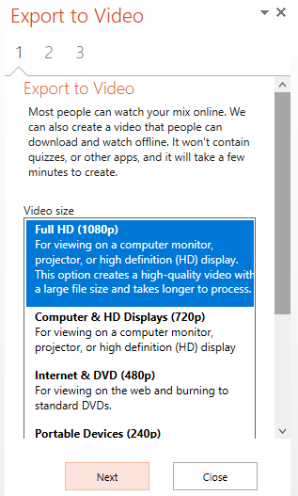 Export to Video
1 2 3
Export to Video
Most people can watch your mix online. We
can also create a video that people can
download and watch offline. It won't contain
quizzes, or other apps, and it will take a few
minutes to create.
Video size
Full HD (1080p)
For viewing on a computer monitor,
projector, or high definition (HD) display.
This option creates a high-quality video with
a large file size and takes longer to process.
Computer & HD Displays (720p)
For viewing on a computer monitor,
projector, or high definition (HD) display
Internet & DVD (480p)
For viewing on the web and burning to
standard DVDs.
Portable Devices (240p)
Next Close